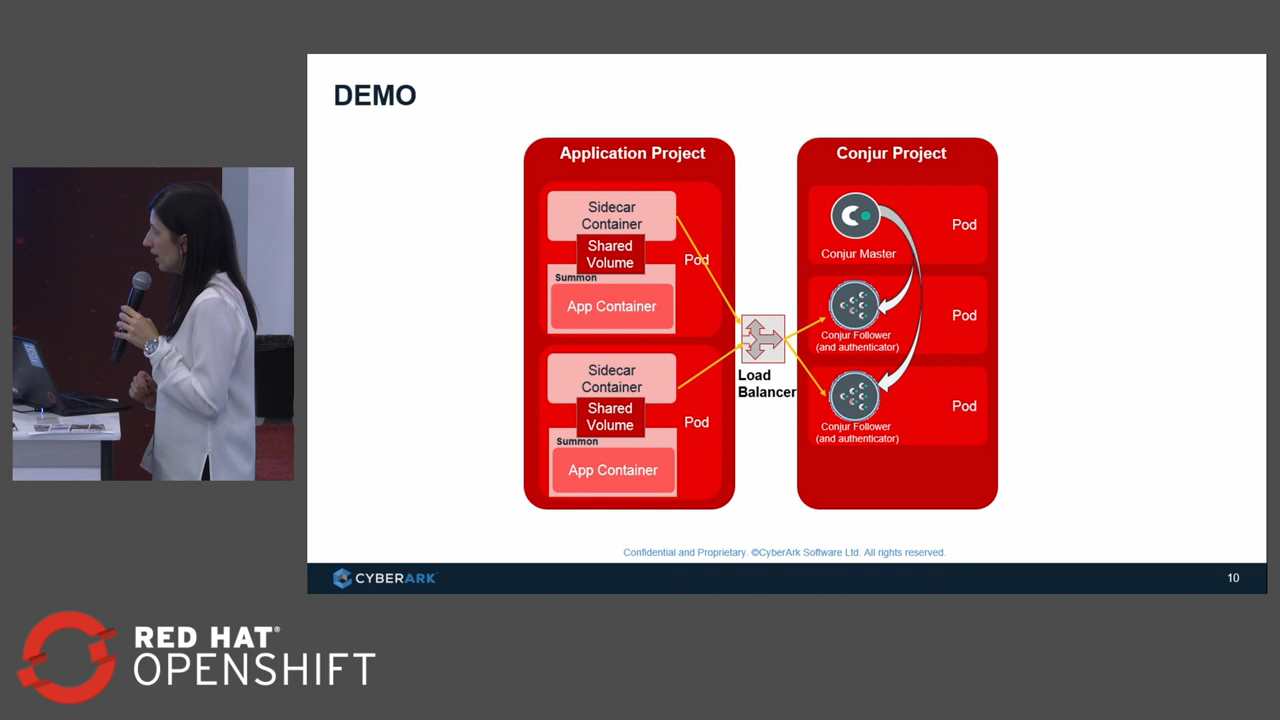 DEMO
Application Project
Sidecar
Container
Shared
Volume
Pod
Summon
App Container
Sidecar
Container
Shared
Volume
Pod
Summon
App Container
Load
Balancer
Conjur Project
Pod
Conjur Master
Pod
Conjur Follower
(and authenticator)
Pod
Conjur Follower
(and authenticator)
Confidential and Proprietary. ©CyberArk Software Ltd. All rights reserved.
CYBERARK
10
RED HAT®
OPENSHIFT